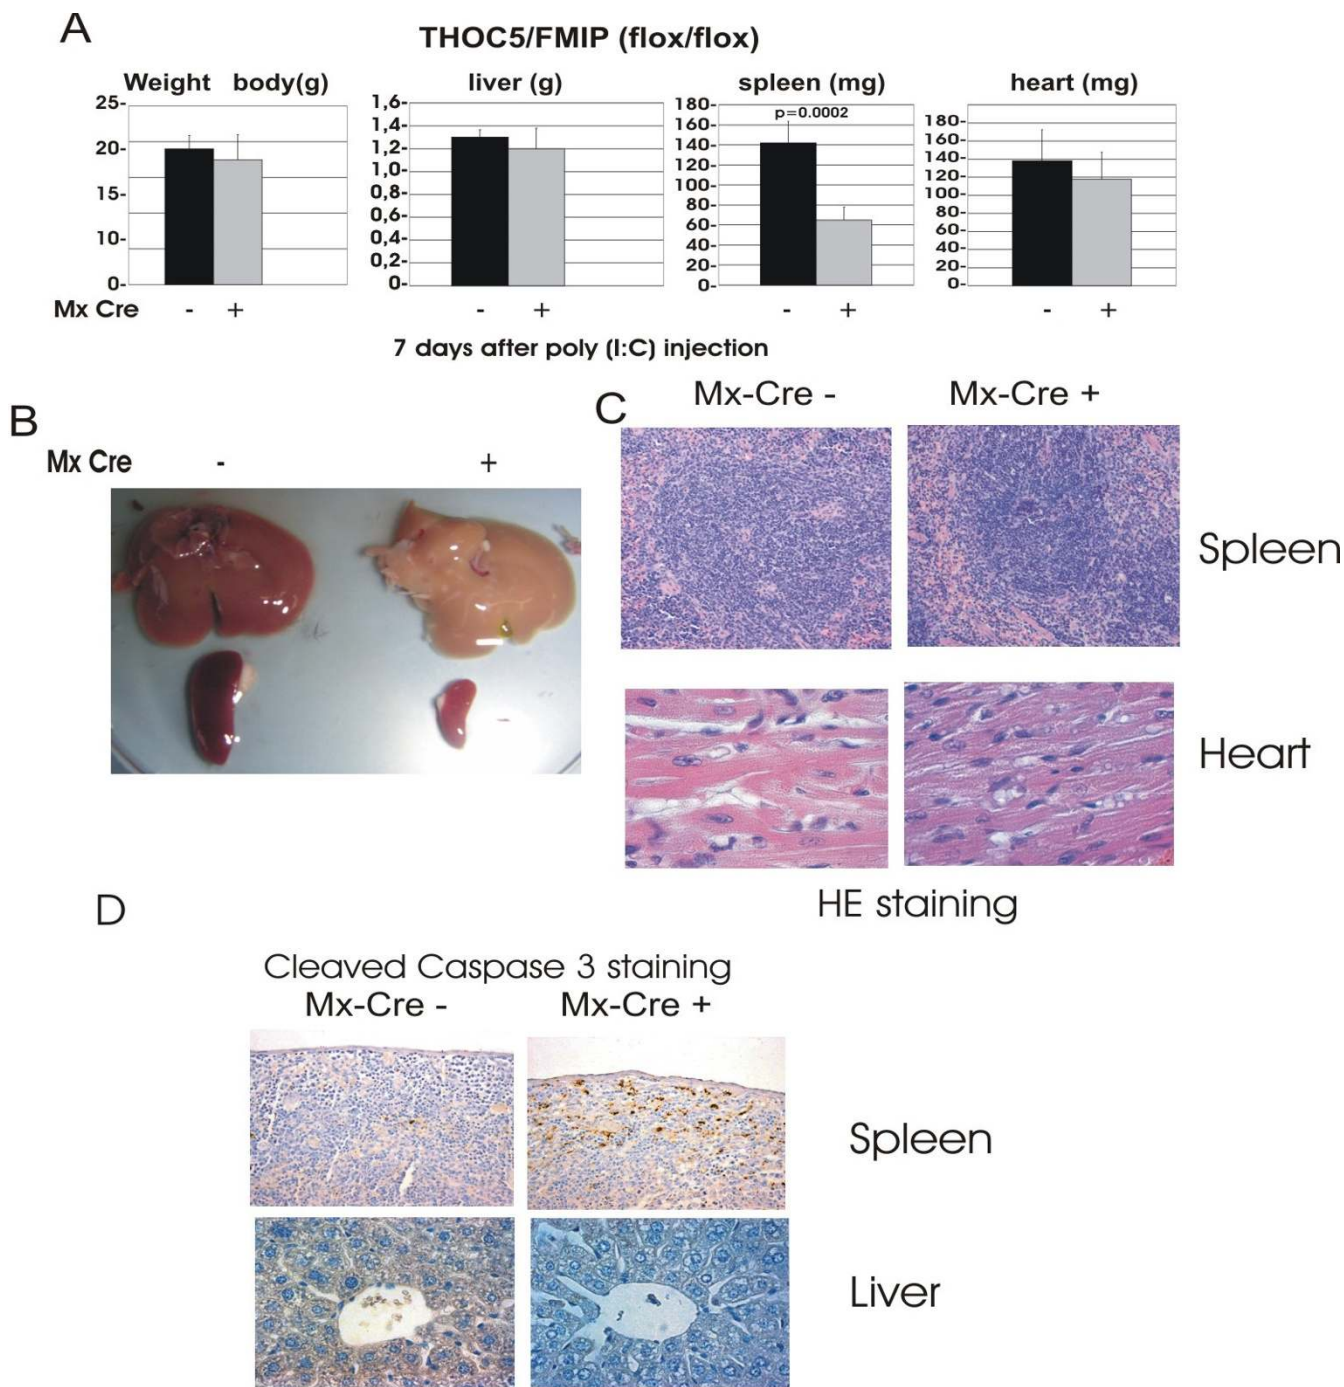 A
THOC5/FMIP (flox/flox)
Weight body(g)
25-
20-
15-
10-
0-
liver (g)
1,6-
1,4-
1,2-
1,0-
0,8-
0,6-
0,4-
0,2-
0-
spleen (mg)
p=0.0002
180-
160-
140-
120-
100-
80-
60-
40-
20-
0-
heart (mg)
180-
160-
140-
120-
100-
80-
60-
40-
20-
0-
Mx Cre - + - + - + - +
7 days after poly (I:C) injection
B
Mx Cre - +
C
Mx-Cre - Mx-Cre +
Spleen
Heart
HE staining
D
Cleaved Caspase 3 staining
Mx-Cre - Mx-Cre +
Spleen
Liver